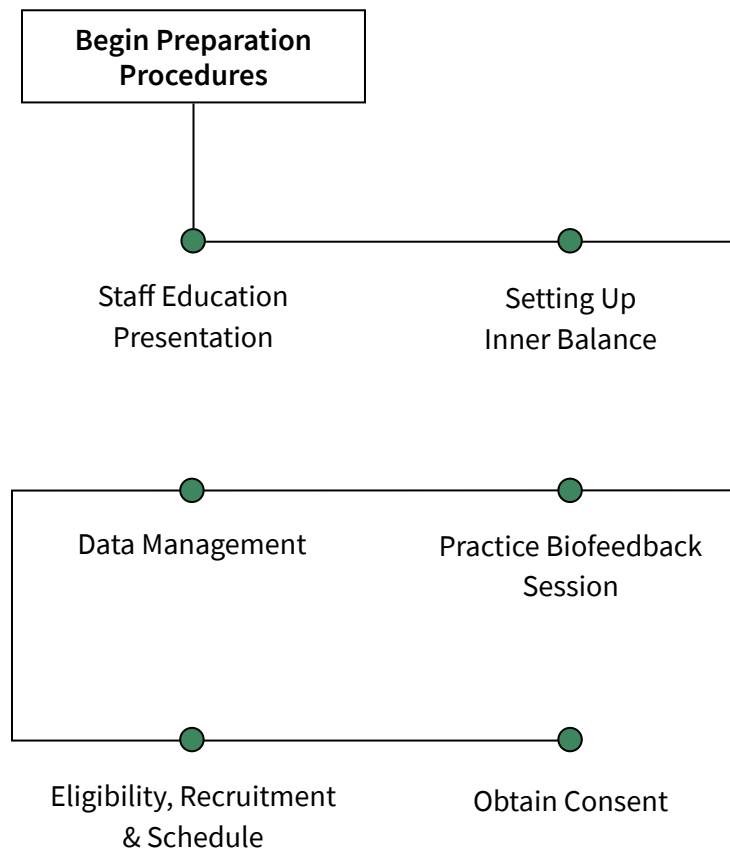 Begin Preparation
Procedures
Staff Education
Presentation
Setting Up
Inner Balance
Data Management
Practice Biofeedback
Session
Eligibility, Recruitment
& Schedule
Obtain Consent